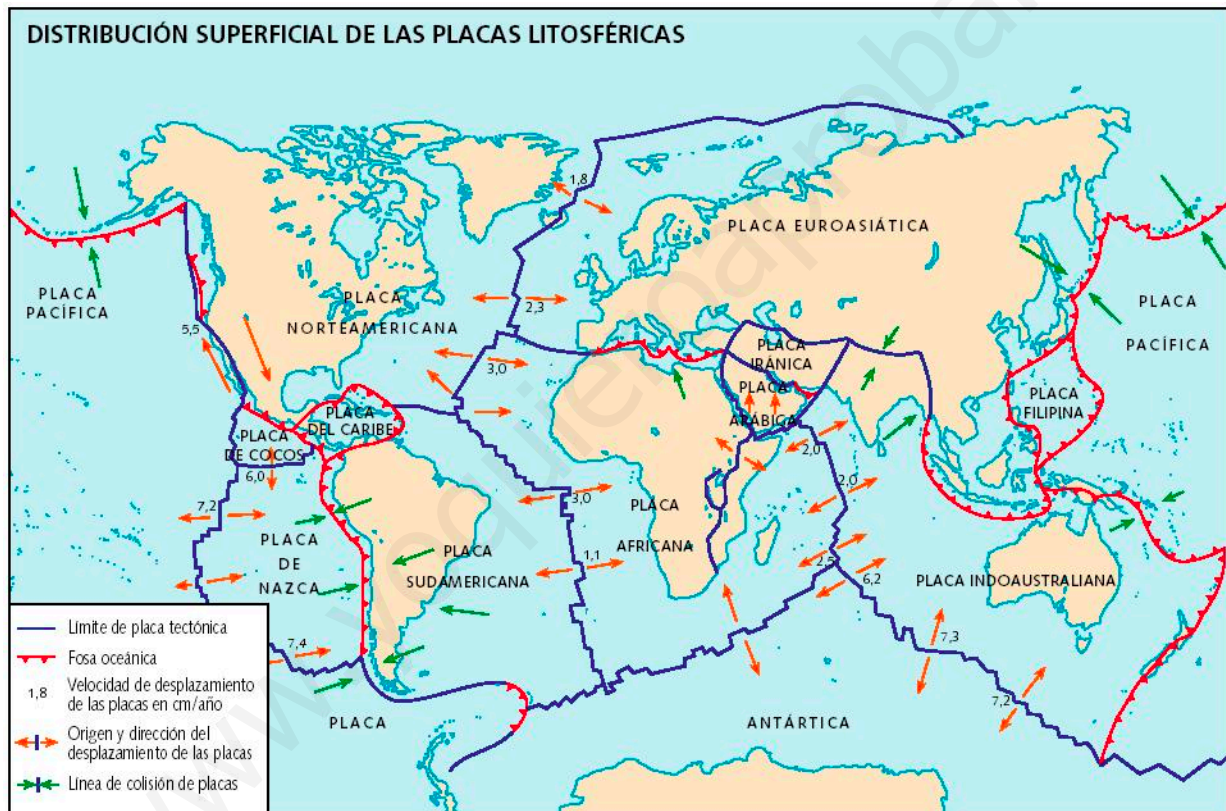 DISTRIBUCIÓN SUPERFICIAL DE LAS PLACAS LITOSFÉRICAS
1,8
PLACA EUROASIÁTICA
PLACA
PACÍFICA
PLACA
NORTEAMERICANA
2,3
PLACA
PACÍFICA
5,5
3,0
PLACA
IRÁNICA
PLACA
ARÁBIGA
PLACA
FILIPINA
PLACA
DEL CARIBE
PLACA
DE COCOS
6,0
2,0
2,0
7,2
3,0
PLACA
AFRICANA
PLACA
DE
NAZCA
PLACA
SUDAMERICANA
1,1
2,5
6,2
PLACA INDOAUSTRALIANA
7,4
7,3
7,2
PLACA
ANTÁRTICA
Límite de placa tectónica
Fosa oceánica
1,8
Velocidad de desplazamiento
de las placas en cm/año
Origen y dirección del
desplazamiento de las placas
Línea de colisión de placas